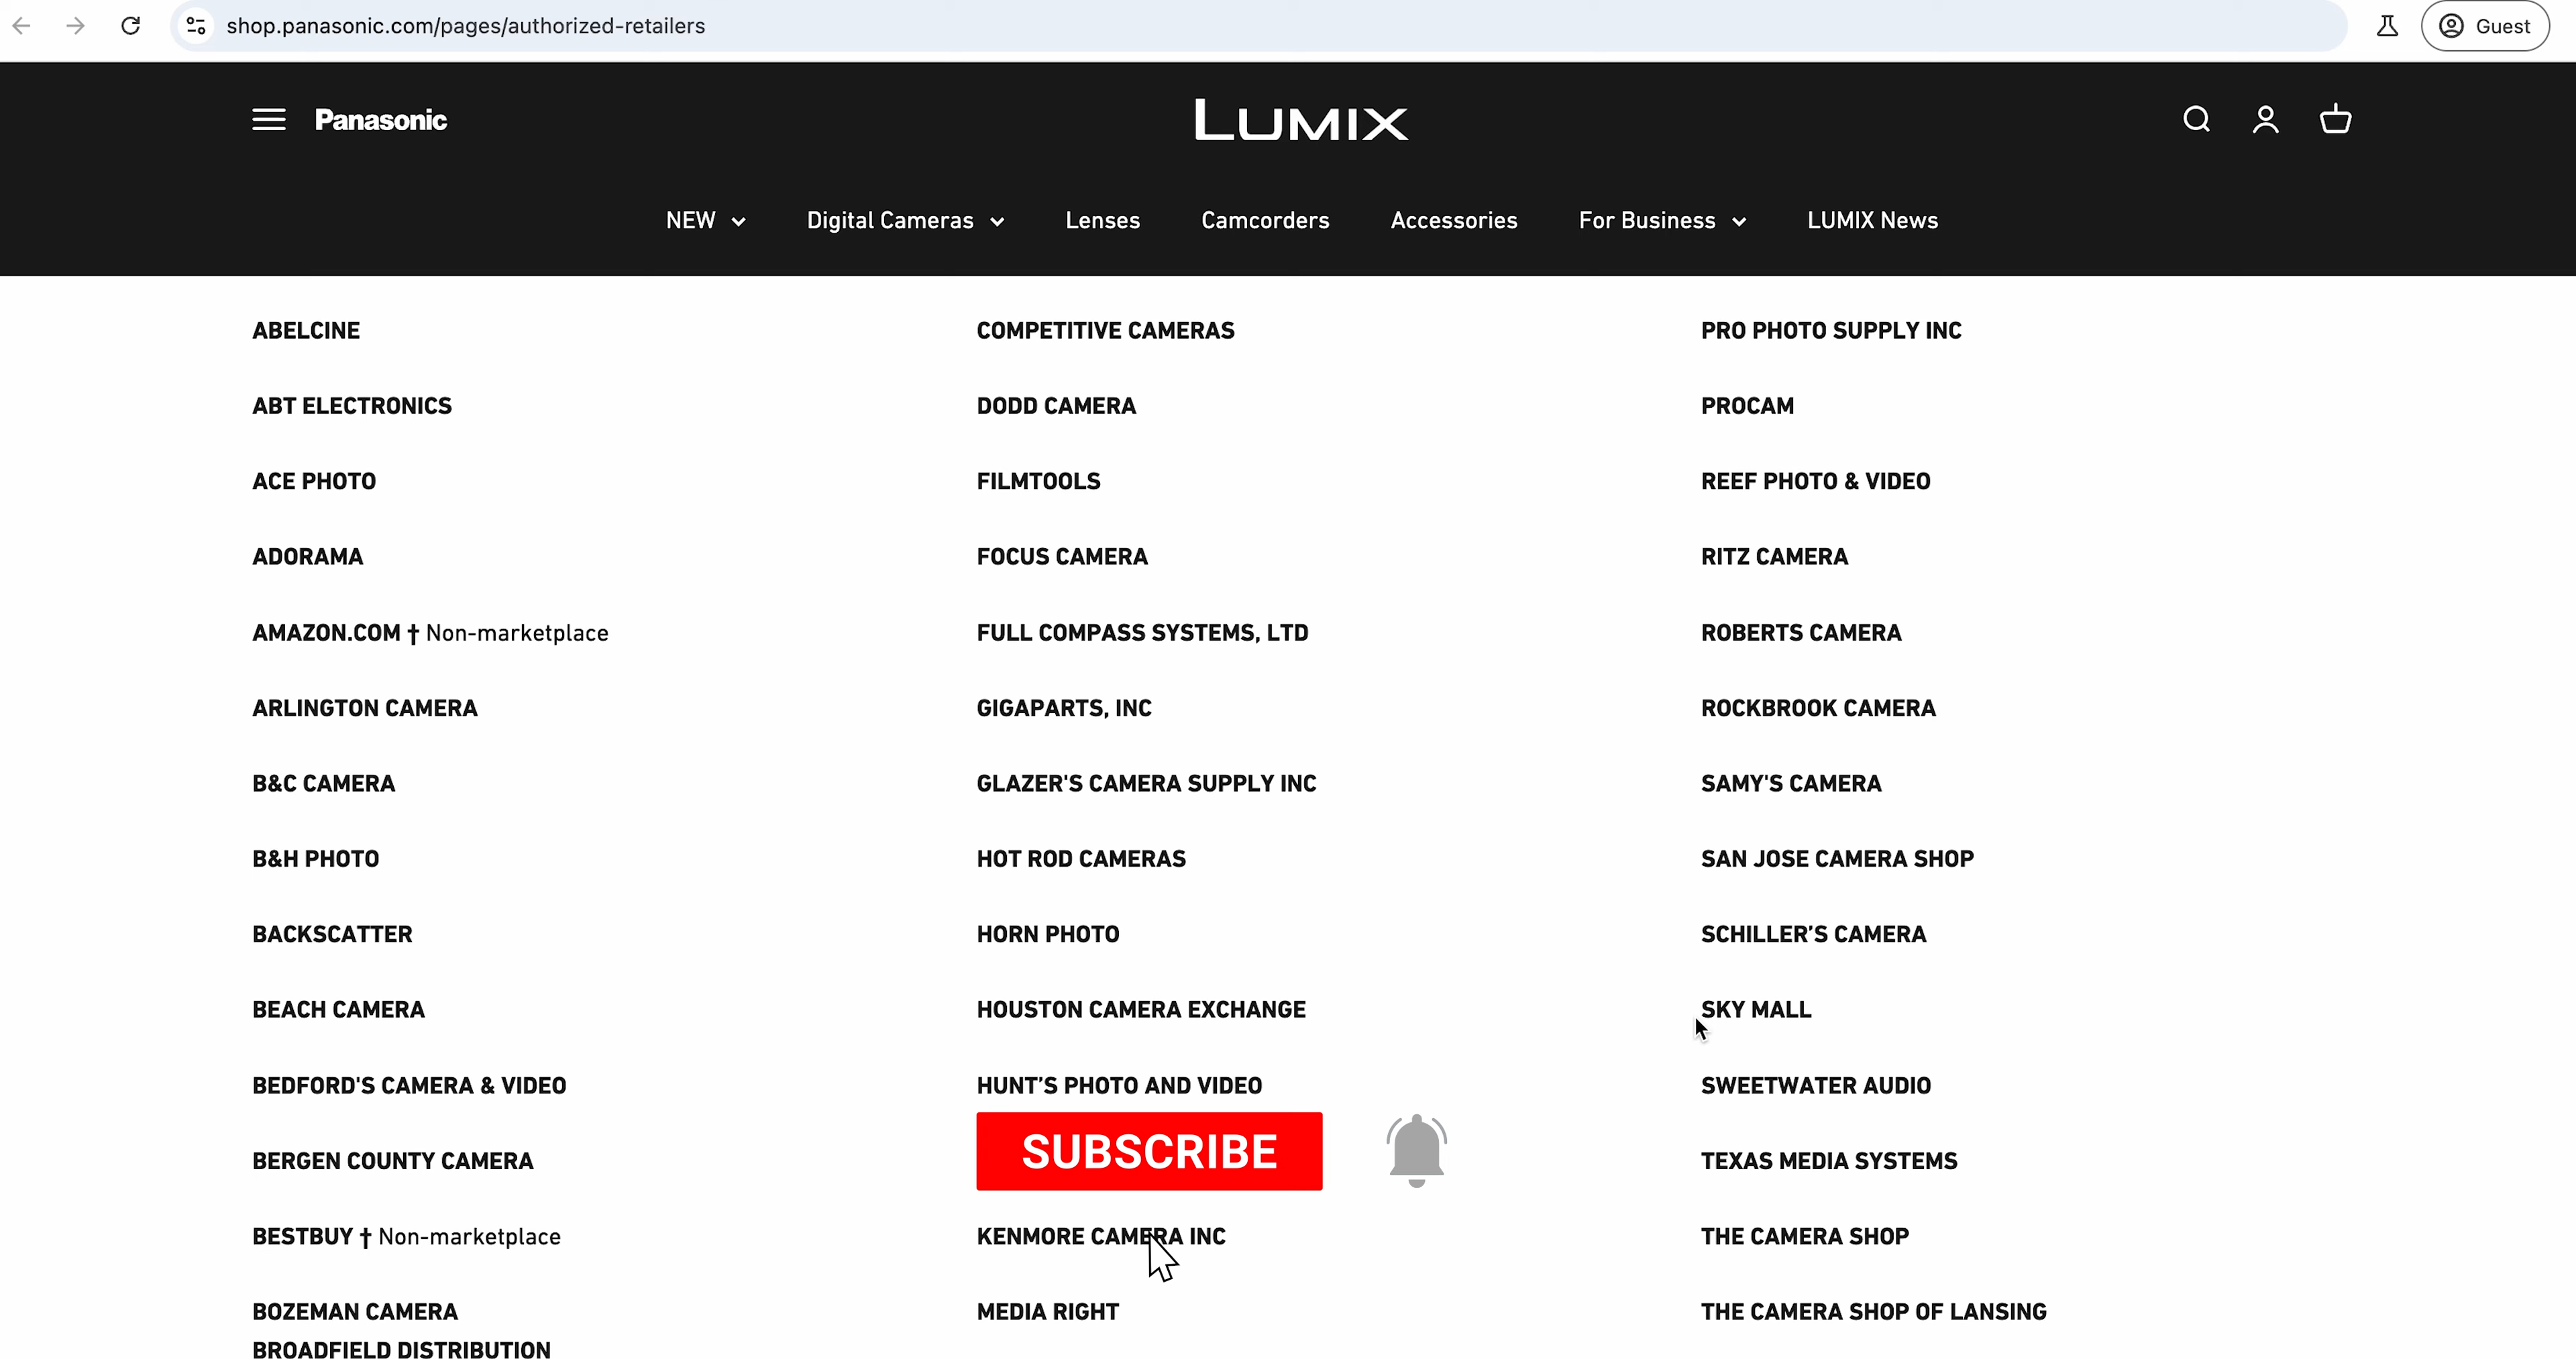 shop.panasonic.com/pages/authorized-retailers
Guest
Panasonic
LUMIX
NEW
Digital Cameras
Lenses
Camcorders
Accessories
For Business
LUMIX News
ABELCINE
ABT ELECTRONICS
ACE PHOTO
ADORAMA
AMAZON.COM † Non-marketplace
ARLINGTON CAMERA
B&C CAMERA
B&H PHOTO
BACKSCATTER
BEACH CAMERA
BEDFORD'S CAMERA & VIDEO
BERGEN COUNTY CAMERA
BESTBUY † Non-marketplace
BOZEMAN CAMERA
BROADFIELD DISTRIBUTION
COMPETITIVE CAMERAS
DODD CAMERA
FILMTOOLS
FOCUS CAMERA
FULL COMPASS SYSTEMS, LTD
GIGAPARTS, INC
GLAZER'S CAMERA SUPPLY INC
HOT ROD CAMERAS
HORN PHOTO
HOUSTON CAMERA EXCHANGE
HUNT’S PHOTO AND VIDEO
SUBSCRIBE
KENMORE CAMERA INC
MEDIA RIGHT
PRO PHOTO SUPPLY INC
PROCAM
REEF PHOTO & VIDEO
RITZ CAMERA
ROBERTS CAMERA
ROCKBROOK CAMERA
SAMY'S CAMERA
SAN JOSE CAMERA SHOP
SCHILLER’S CAMERA
SKY MALL
SWEETWATER AUDIO
TEXAS MEDIA SYSTEMS
THE CAMERA SHOP
THE CAMERA SHOP OF LANSING